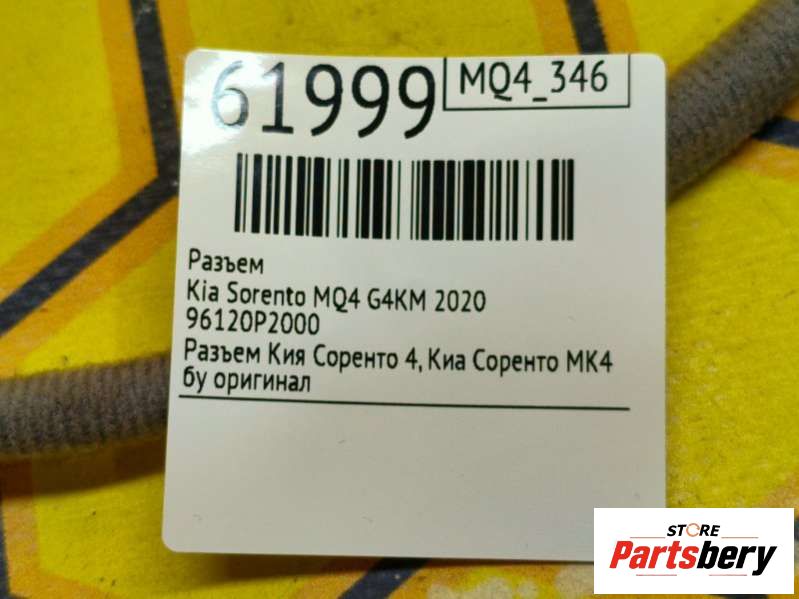 61999
MQ4_346
Разъем
Kia Sorento MQ4 G4KM 2020
96120P2000
Разъем Кия Соренто 4, Киа Соренто МК4
бу оригинал
STORE
Partsbery